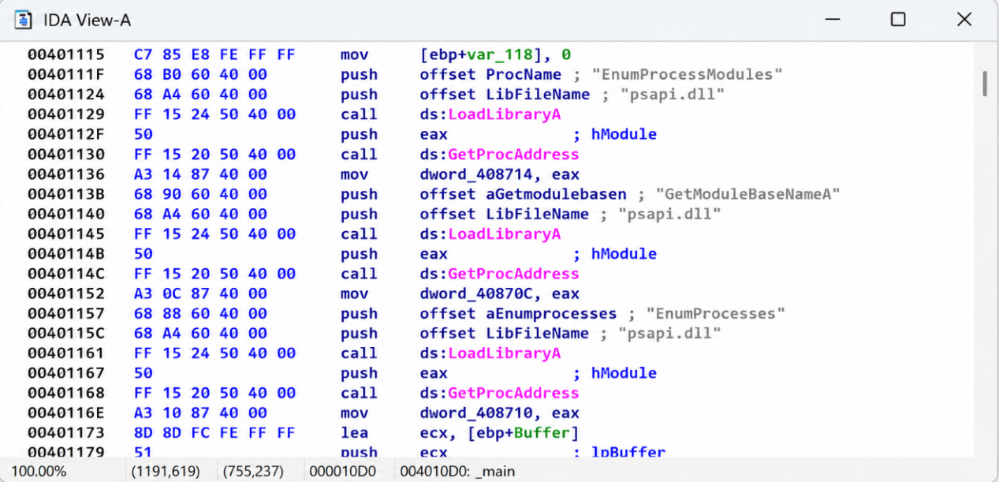 IDA View-A
00401115 C7 85 E8 FE FF FF mov [ebp+var_118], 0
0040111F 68 B0 60 40 00 push offset ProcName ; "EnumProcessModules"
00401124 68 A4 60 40 00 push offset LibFileName ; "psapi.dll"
00401129 FF 15 24 50 40 00 call ds:LoadLibraryA
0040112F 50 push eax ; hModule
00401130 FF 15 20 50 40 00 call ds:GetProcAddress
00401136 A3 14 87 40 00 mov dword_408714, eax
0040113B 68 90 60 40 00 push offset aGetmodulebasen ; "GetModuleBaseNameA"
00401140 68 A4 60 40 00 push offset LibFileName ; "psapi.dll"
00401145 FF 15 24 50 40 00 call ds:LoadLibraryA
0040114B 50 push eax ; hModule
0040114C FF 15 20 50 40 00 call ds:GetProcAddress
00401152 A3 0C 87 40 00 mov dword_40870C, eax
00401157 68 88 60 40 00 push offset aEnumprocesses ; "EnumProcesses"
0040115C 68 A4 60 40 00 push offset LibFileName ; "psapi.dll"
00401161 FF 15 24 50 40 00 call ds:LoadLibraryA
00401167 50 push eax ; hModule
00401168 FF 15 20 50 40 00 call ds:GetProcAddress
0040116E A3 10 87 40 00 mov dword_408710, eax
00401173 8D 8D FC FE FF FF lea ecx, [ebp+Buffer]
00401179 51 push ecx ; lpBuffer
100.00% (1191,619) (755,237) 000010D0 004010D0: _main